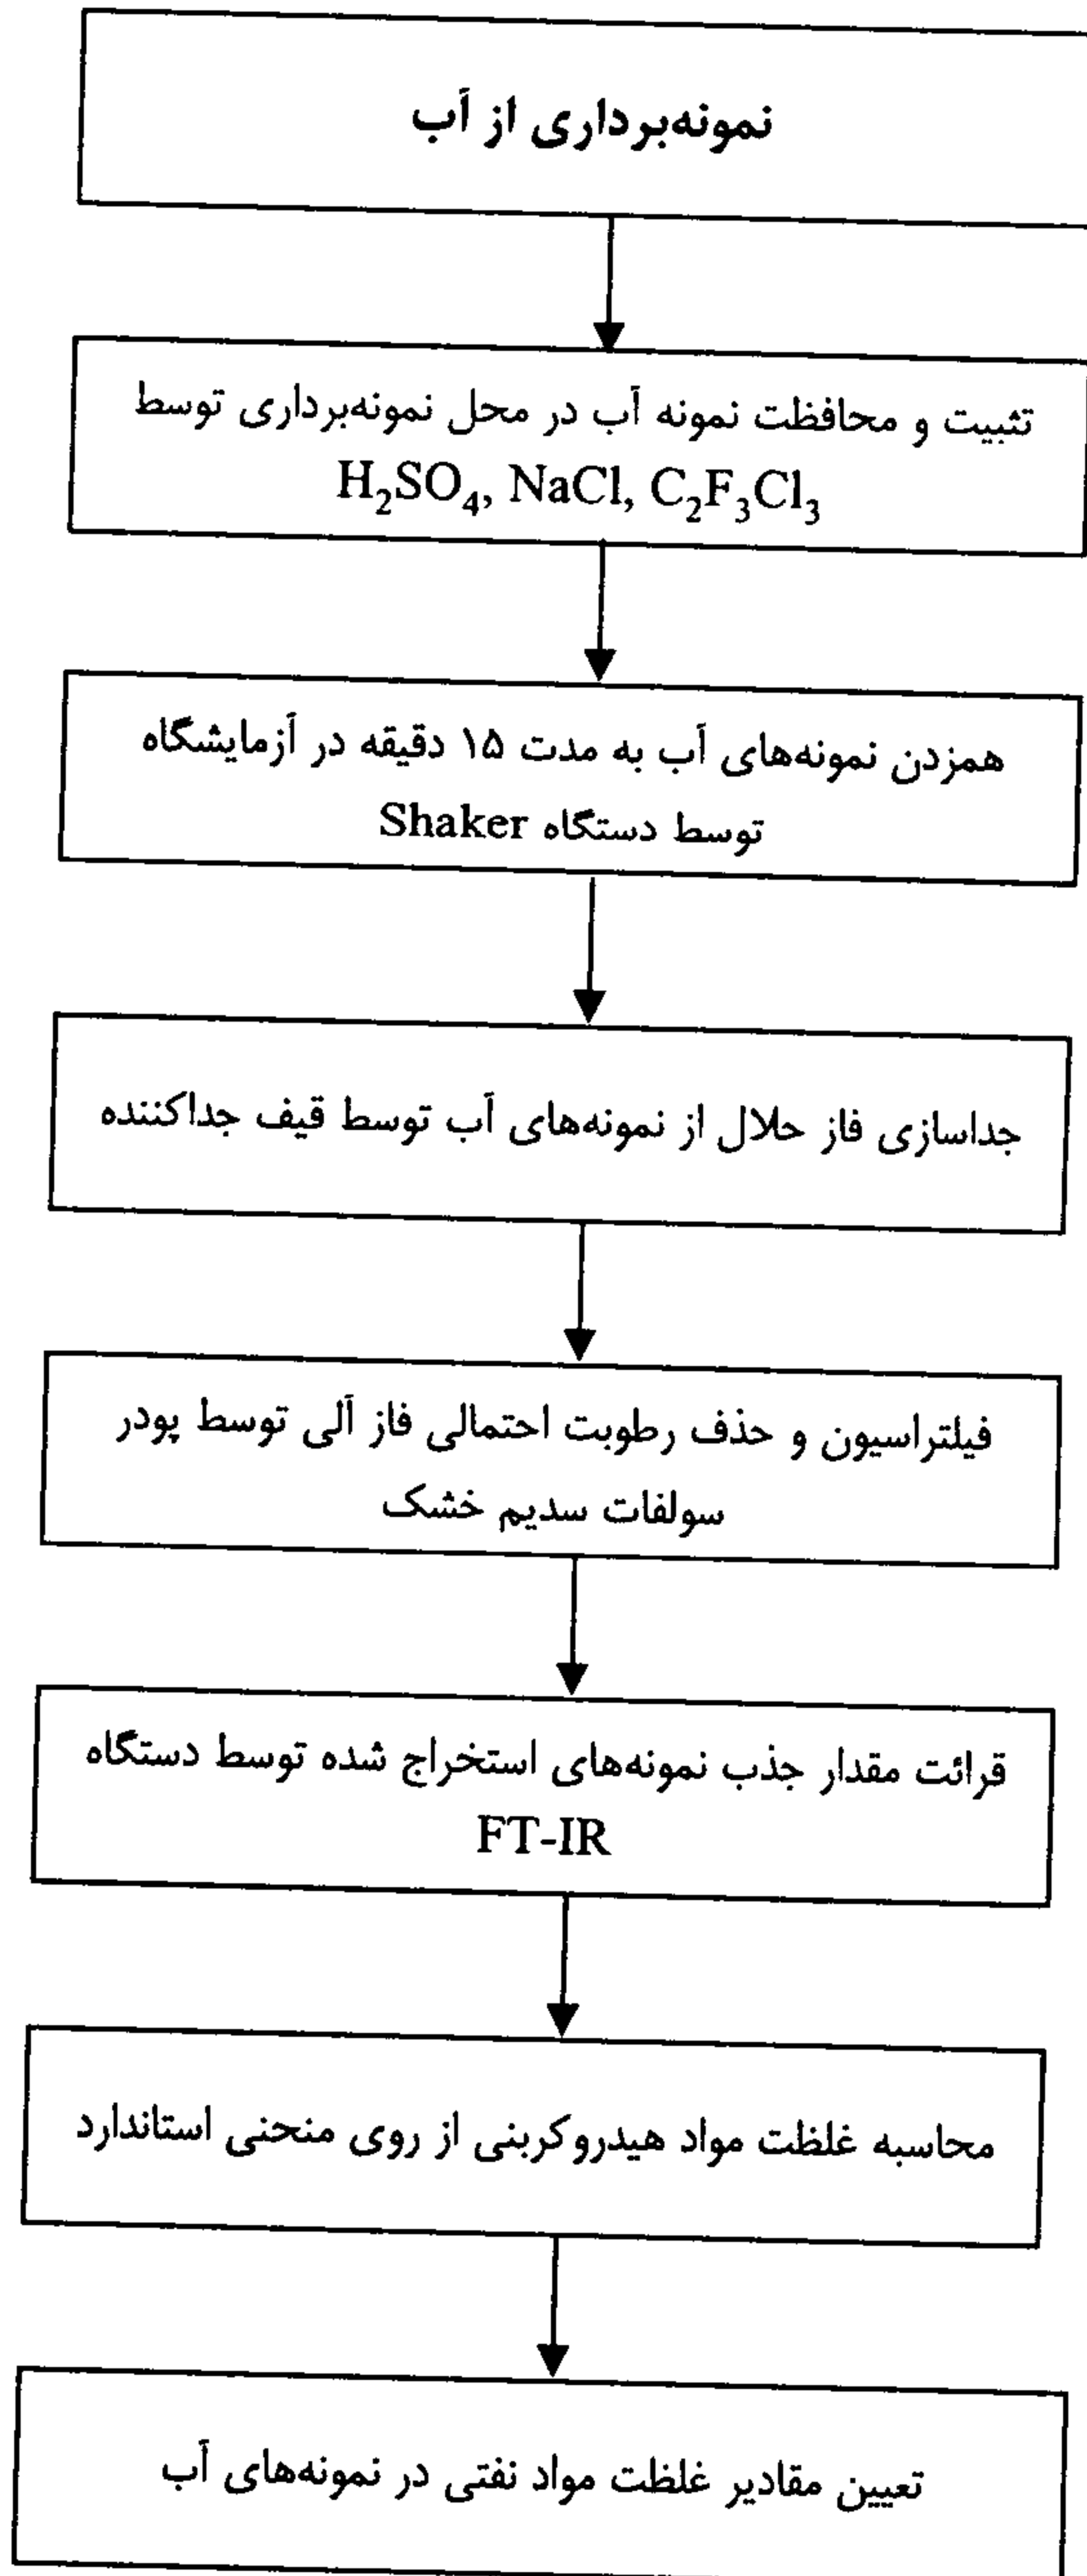 نمونه‌برداری از آب
تثبیت و محافظت نمونه آب در محل نمونه‌برداری توسط
H₂SO₄, NaCl, C₂F₃Cl₃
همزدن نمونه‌های آب به مدت ۱۵ دقیقه در آزمایشگاه
توسط دستگاه Shaker
جداسازی فاز حلال از نمونه‌های آب توسط قیف جداکننده
فیلتراسیون و حذف رطوبت احتمالی فاز آلی توسط پودر
سولفات سدیم خشک
قرائت مقدار جذب نمونه‌های استخراج شده توسط دستگاه
FT-IR
محاسبه غلظت مواد هیدروکربنی از روی منحنی استاندارد
تعیین مقادیر غلظت مواد نفتی در نمونه‌های آب